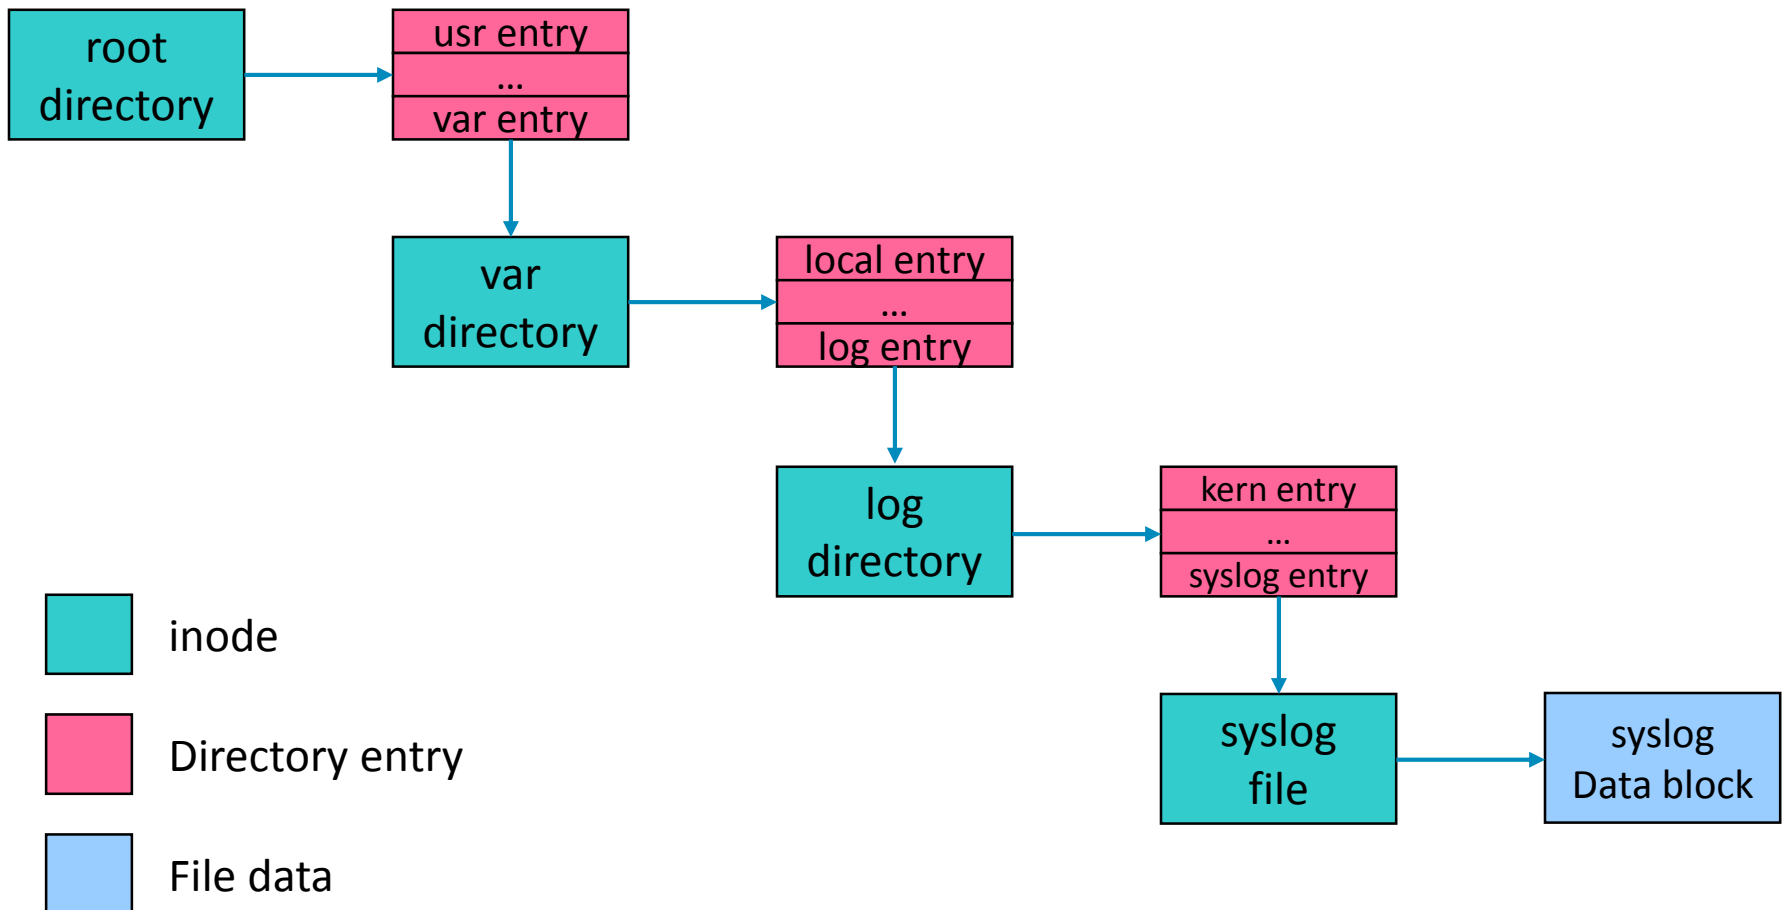 root
directory
usr entry
...
var entry
var
directory
local entry
...
log entry
log
directory
kern entry
...
syslog entry
syslog
file
syslog
Data block
inode
Directory entry
File data